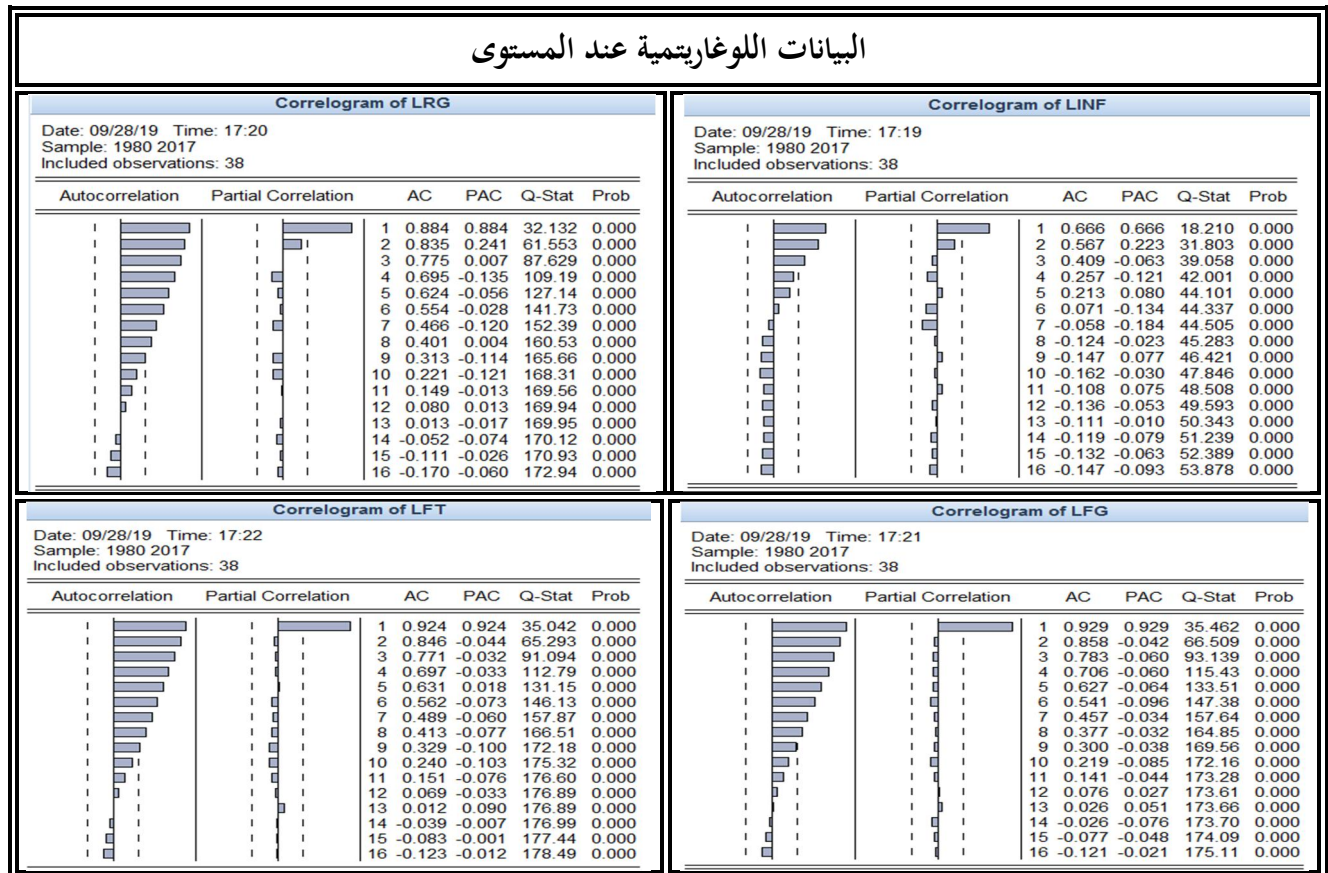 البيانات اللوغاريتمية عند المستوى
Correlogram of LRG
Date: 09/28/19 Time: 17:20
Sample: 1980 2017
Included observations: 38
Autocorrelation Partial Correlation AC PAC Q-Stat Prob
1 0.884 0.884 32.132 0.000
2 0.835 0.241 61.553 0.000
3 0.775 0.007 87.629 0.000
4 0.695 -0.135 109.19 0.000
5 0.624 -0.056 127.14 0.000
6 0.554 -0.028 141.73 0.000
7 0.466 -0.120 152.39 0.000
8 0.401 0.004 160.53 0.000
9 0.313 -0.114 165.66 0.000
10 0.221 -0.121 168.31 0.000
11 0.149 -0.013 169.56 0.000
12 0.080 0.013 169.94 0.000
13 0.013 -0.017 169.95 0.000
14 -0.052 -0.074 170.12 0.000
15 -0.111 -0.026 170.93 0.000
16 -0.170 -0.060 172.94 0.000
Correlogram of LINF
Date: 09/28/19 Time: 17:19
Sample: 1980 2017
Included observations: 38
Autocorrelation Partial Correlation AC PAC Q-Stat Prob
1 0.666 0.666 18.210 0.000
2 0.567 0.223 31.803 0.000
3 0.409 -0.063 39.058 0.000
4 0.257 -0.121 42.001 0.000
5 0.213 0.080 44.101 0.000
6 0.071 -0.134 44.337 0.000
7 -0.058 -0.184 44.505 0.000
8 -0.124 -0.023 45.283 0.000
9 -0.147 0.077 46.421 0.000
10 -0.162 -0.030 47.846 0.000
11 -0.108 0.075 48.508 0.000
12 -0.136 -0.053 49.593 0.000
13 -0.111 -0.010 50.343 0.000
14 -0.119 -0.079 51.239 0.000
15 -0.132 -0.063 52.389 0.000
16 -0.147 -0.093 53.878 0.000
Correlogram of LFT
Date: 09/28/19 Time: 17:22
Sample: 1980 2017
Included observations: 38
Autocorrelation Partial Correlation AC PAC Q-Stat Prob
1 0.924 0.924 35.042 0.000
2 0.846 -0.044 65.293 0.000
3 0.771 -0.032 91.094 0.000
4 0.697 -0.033 112.79 0.000
5 0.631 0.018 131.15 0.000
6 0.562 -0.073 146.13 0.000
7 0.489 -0.060 157.87 0.000
8 0.413 -0.077 166.51 0.000
9 0.329 -0.100 172.18 0.000
10 0.240 -0.103 175.32 0.000
11 0.151 -0.076 176.60 0.000
12 0.069 -0.033 176.89 0.000
13 0.012 0.090 176.89 0.000
14 -0.039 -0.007 176.99 0.000
15 -0.083 -0.001 177.44 0.000
16 -0.123 -0.012 178.49 0.000
Correlogram of LFG
Date: 09/28/19 Time: 17:21
Sample: 1980 2017
Included observations: 38
Autocorrelation Partial Correlation AC PAC Q-Stat Prob
1 0.929 0.929 35.462 0.000
2 0.858 -0.042 66.509 0.000
3 0.783 -0.060 93.139 0.000
4 0.706 -0.060 115.43 0.000
5 0.627 -0.064 133.51 0.000
6 0.541 -0.096 147.38 0.000
7 0.457 -0.034 157.64 0.000
8 0.377 -0.032 164.85 0.000
9 0.300 -0.038 169.56 0.000
10 0.219 -0.085 172.16 0.000
11 0.141 -0.044 173.28 0.000
12 0.076 0.027 173.61 0.000
13 0.026 0.051 173.66 0.000
14 -0.026 -0.076 173.70 0.000
15 -0.077 -0.048 174.09 0.000
16 -0.121 -0.021 175.11 0.000